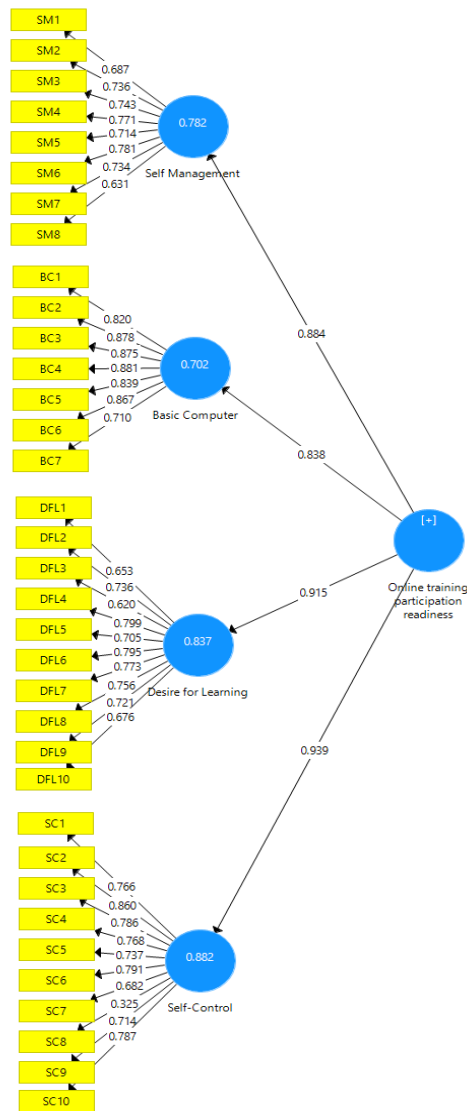 SM1
SM2
SM3
SM4
SM5
SM6
SM7
SM8
0.687
0.736
0.743
0.771
0.714
0.781
0.734
0.631
0.782
Self Management
0.884
BC1
BC2
BC3
BC4
BC5
BC6
BC7
0.820
0.878
0.875
0.881
0.839
0.867
0.710
0.702
Basic Computer
0.838
[+]
Online training
participation
readiness
DFL1
DFL2
DFL3
DFL4
DFL5
DFL6
DFL7
DFL8
DFL9
DFL10
0.653
0.736
0.620
0.799
0.705
0.795
0.773
0.756
0.721
0.676
0.837
Desire for Learning
0.915
0.939
SC1
SC2
SC3
SC4
SC5
SC6
SC7
SC8
SC9
SC10
0.766
0.860
0.786
0.768
0.737
0.791
0.682
0.325
0.714
0.787
0.882
Self-Control